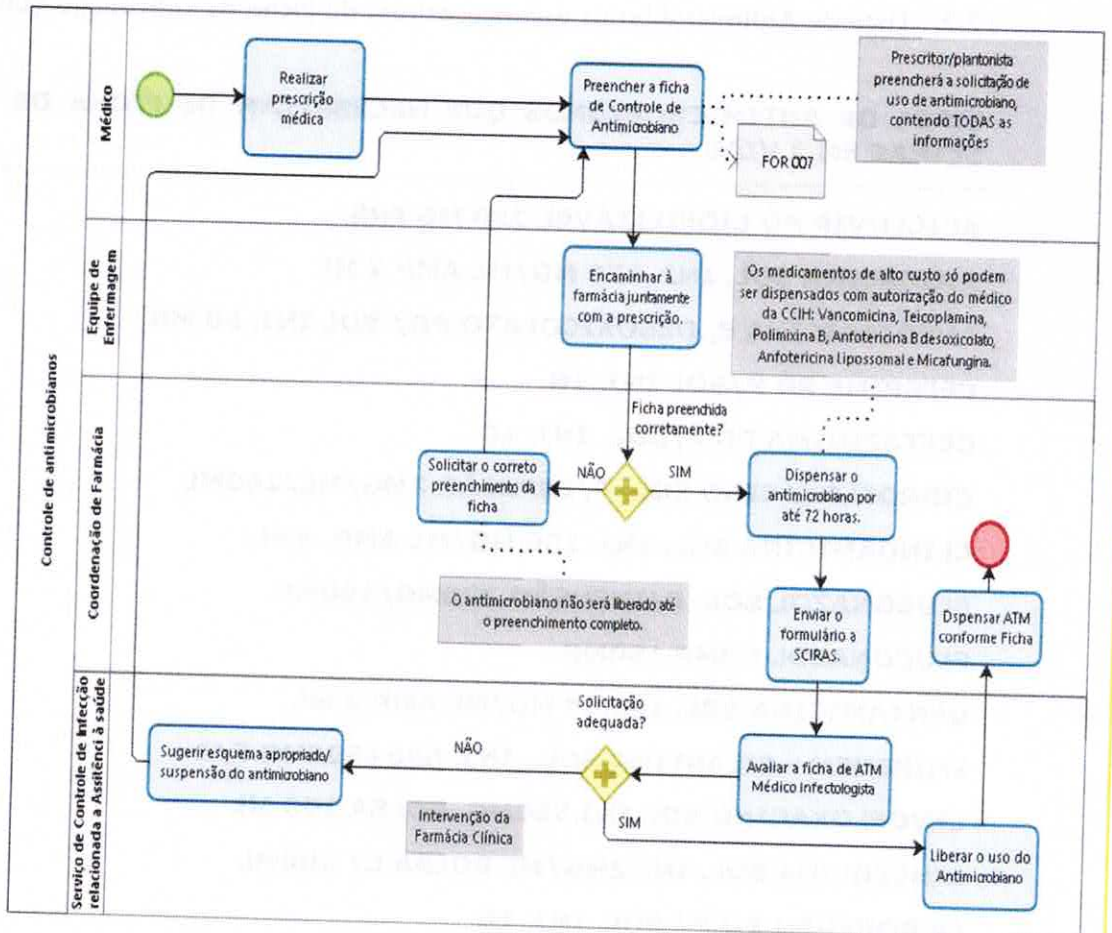 Controle de antimicrobianos
Médico
Realizar
prescrição
médica
Preencher a ficha
de Controle de
Antimicrobiano
Prescritor/plantonista
preencherá a solicitação de
uso de antimicrobiano,
contendo TODAS as
informações
FOR 007
Equipe de
Enfermagem
Encaminhar à
farmácia juntamente
com a prescrição.
Os medicamentos de alto custo só podem
ser dispensados com autorização do médico
da CCIH: Vancomicina, Teicoplamina,
Polimixina B, Anfotericina B desoxicolato,
Anfotericina Lipossomal e Micafungina.
Coordenação de Farmácia
Ficha preenchida
corretamente?
NÃO
SIM
Solicitar o correto
preenchimento da
ficha
Dispensar o
antimicrobiano por
até 72 horas.
O antimicrobiano não será liberado até
o preenchimento completo.
Enviar o
formulário a
SCIRAS.
Dispensar ATM
conforme Ficha
Serviço de Controle de Infecção
relacionada a Assitênci à saúde
Solicitação
adequada?
NÃO
SIM
Sugerir esquema apropriado/
suspensão do antimicrobiano
Avaliar a ficha de ATM
Médico Infectologista
Intervenção da
Farmácia Clínica
Liberar o uso do
Antimicrobiano